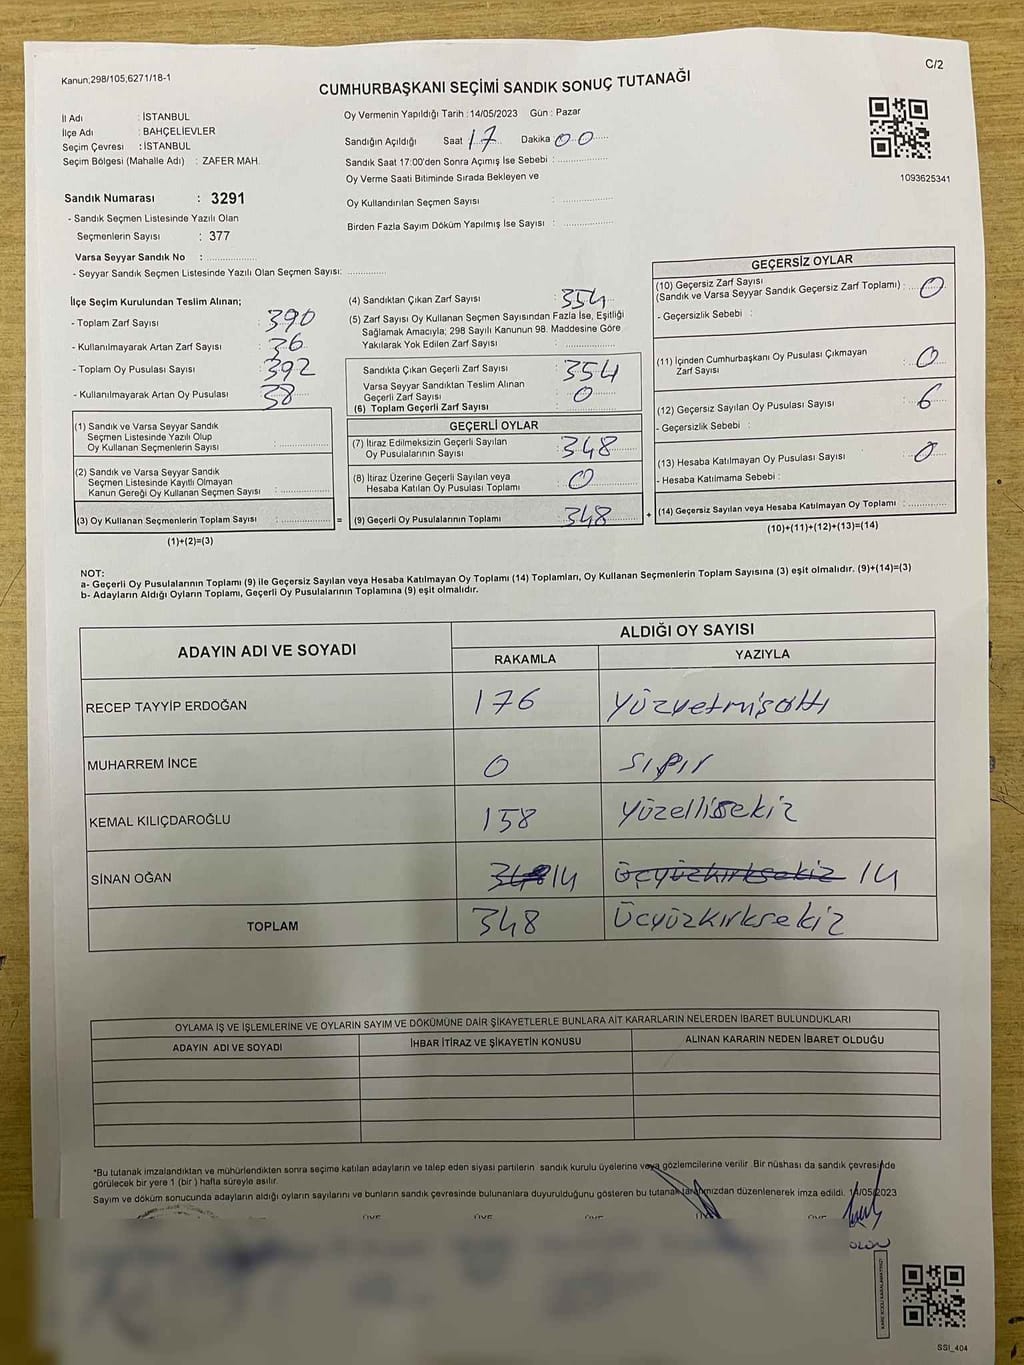 Kanun;298/105,6271/18-1
C/2
CUMHURBAŞKANI SEÇİMİ SANDIK SONUÇ TUTANAĞI
İl Adı : İSTANBUL
İlçe Adı : BAHÇELİEVLER
Seçim Çevresi : İSTANBUL
Seçim Bölgesi (Mahalle Adı) : ZAFER MAH.
Oy Vermenin Yapıldığı Tarih : 14/05/2023 Gün : Pazar
Sandığın Açıldığı Saat 17 Dakika 00
Sandık Saat 17:00'den Sonra Açımış İse Sebebi :
Oy Verme Saati Bitiminde Sırada Bekleyen ve
Oy Kullandırılan Seçmen Sayısı :
Birden Fazla Sayım Döküm Yapılmış İse Sayısı :
1093625341
Sandık Numarası : 3291
- Sandık Seçmen Listesinde Yazılı Olan
Seçmenlerin Sayısı : 377
Varsa Seyyar Sandık No :
- Seyyar Sandık Seçmen Listesinde Yazılı Olan Seçmen Sayısı:
İlçe Seçim Kurulundan Teslim Alınan;
- Toplam Zarf Sayısı : 390
- Kullanılmayarak Artan Zarf Sayısı : 36
- Toplam Oy Pusulası Sayısı : 392
- Kullanılmayarak Artan Oy Pusulası : 38
(1) Sandık ve Varsa Seyyar Sandık
Seçmen Listesinde Yazılı Olup
Oy Kullanan Seçmenlerin Sayısı :
(2) Sandık ve Varsa Seyyar Sandık
Seçmen Listesinde Kayıtlı Olmayan
Kanun Gereği Oy Kullanan Seçmen Sayısı :
(3) Oy Kullanan Seçmenlerin Toplam Sayısı : =
(1)+(2)=(3)
(4) Sandıktan Çıkan Zarf Sayısı : 354
(5) Zarf Sayısı Oy Kullanan Seçmen Sayısından Fazla İse, Eşitliği
Sağlamak Amacıyla; 298 Sayılı Kanunun 98. Maddesine Göre
Yakılarak Yok Edilen Zarf Sayısı :
Sandıkta Çıkan Geçerli Zarf Sayısı : 354
Varsa Seyyar Sandıktan Teslim Alınan
Geçerli Zarf Sayısı : 0
(6) Toplam Geçerli Zarf Sayısı :
GEÇERLİ OYLAR
(7) İtiraz Edilmeksizin Geçerli Sayılan
Oy Pusulalarının Sayısı : 348
(8) İtiraz Üzerine Geçerli Sayılan veya
Hesaba Katılan Oy Pusulası Toplamı : 0
(9) Geçerli Oy Pusulalarının Toplamı : 348 +
GEÇERSİZ OYLAR
(10) Geçersiz Zarf Sayısı
(Sandık ve Varsa Seyyar Sandık Geçersiz Zarf Toplamı) : 0
- Geçersizlik Sebebi :
(11) İçinden Cumhurbaşkanı Oy Pusulası Çıkmayan
Zarf Sayısı : 0
(12) Geçersiz Sayılan Oy Pusulası Sayısı : 6
- Geçersizlik Sebebi :
(13) Hesaba Katılmayan Oy Pusulası Sayısı : 0
- Hesaba Katılmama Sebebi :
(14) Geçersiz Sayılan veya Hesaba Katılmayan Oy Toplamı :
(10)+(11)+(12)+(13)=(14)
NOT:
a- Geçerli Oy Pusulalarının Toplamı (9) ile Geçersiz Sayılan veya Hesaba Katılmayan Oy Toplamı (14) Toplamları, Oy Kullanan Seçmenlerin Toplam Sayısına (3) eşit olmalıdır. (9)+(14)=(3)
b- Adayların Aldığı Oyların Toplamı, Geçerli Oy Pusulalarının Toplamına (9) eşit olmalıdır.
ADAYIN ADI VE SOYADI
ALDIĞI OY SAYISI
RAKAMLA YAZIYLA
RECEP TAYYİP ERDOĞAN 176 Yüzyetmişaltı
MUHARREM İNCE 0 sıfır
KEMAL KILIÇDAROĞLU 158 Yüzellisekiz
SİNAN OĞAN 348 14 Üçyüzkırksekiz 14
TOPLAM 348 Üçyüzkırksekiz
OYLAMA İŞ VE İŞLEMLERİNE VE OYLARIN SAYIM VE DÖKÜMÜNE DAİR ŞİKAYETLERLE BUNLARA AİT KARARLARIN NELERDEN İBARET BULUNDUKLARI
ADAYIN ADI VE SOYADI İHBAR İTİRAZ VE ŞİKAYETİN KONUSU ALINAN KARARIN NEDEN İBARET OLDUĞU
*Bu tutanak imzalandıktan ve mühürlendikten sonra seçime katılan adayların ve talep eden siyasi partilerin sandık kurulu üyelerine veya gözlemcilerine verilir. Bir nüshası da sandık çevresinde
görülecek bir yere 1 (bir) hafta süreyle asılır.
Sayım ve döküm sonucunda adayların aldığı oyların sayılarını ve bunların sandık çevresinde bulunanlara duyurulduğunu gösteren bu tutanak tarafımızdan düzenlenerek imza edildi. 14/05/2023
SSI_404